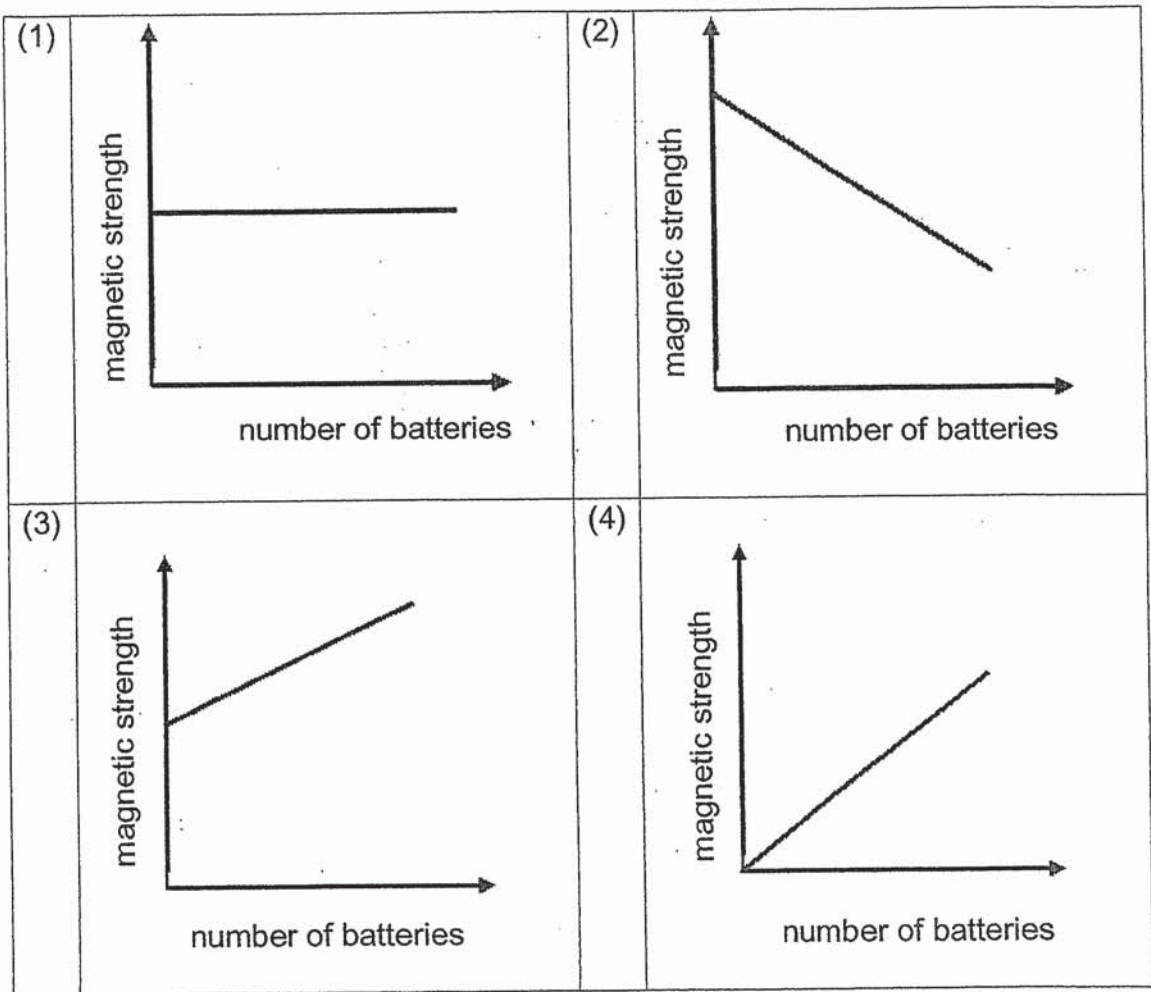 (1)
magnetic strength
number of batteries
(2)
magnetic strength
number of batteries
(3)
magnetic strength
number of batteries
(4)
magnetic strength
number of batteries